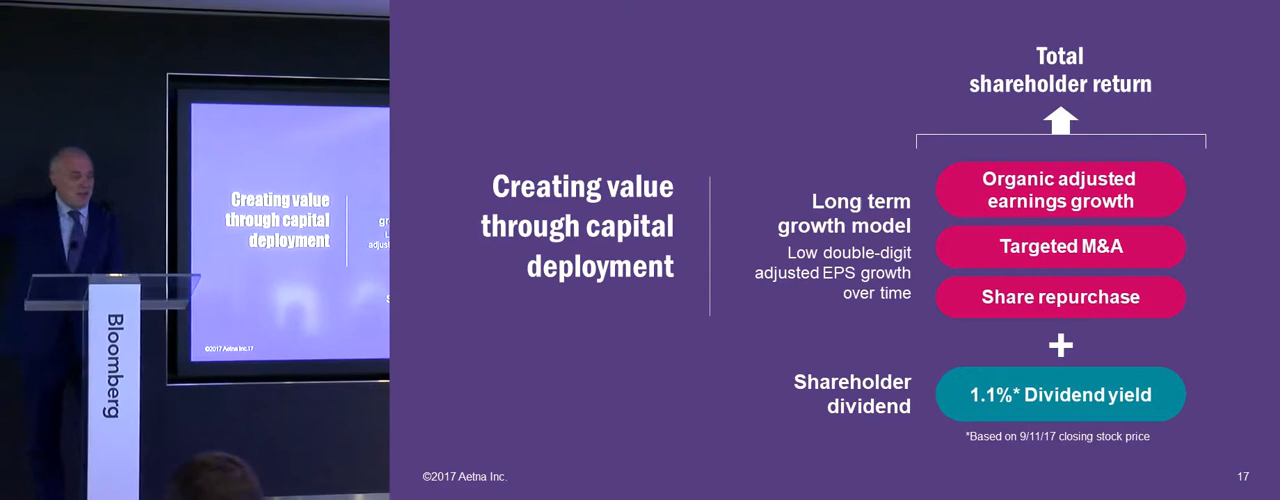 Bloomberg
Creating value
through capital
deployment
©2017 Aetna Inc.17
Creating value
through capital
deployment
Total
shareholder return
Long term
growth model
Low double-digit
adjusted EPS growth
over time
Organic adjusted
earnings growth
Targeted M&A
Share repurchase
+
Shareholder
dividend
1.1%* Dividend yield
*Based on 9/11/17 closing stock price
©2017 Aetna Inc.
17